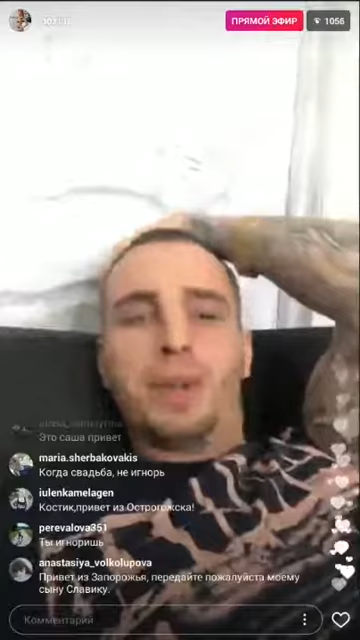 ПРЯМОЙ ЭФИР
1056
Это саша привет
maria.sherbakovakis
Когда свадьба, не игнорь
iulenkamelagen
Костик,привет из Острогожска!
perevalova351
Ты игноришь
anastasiya_volkolupova
Привет из Запорожья, передайте пожалуйста моему
сыну Славику.
Комментарий